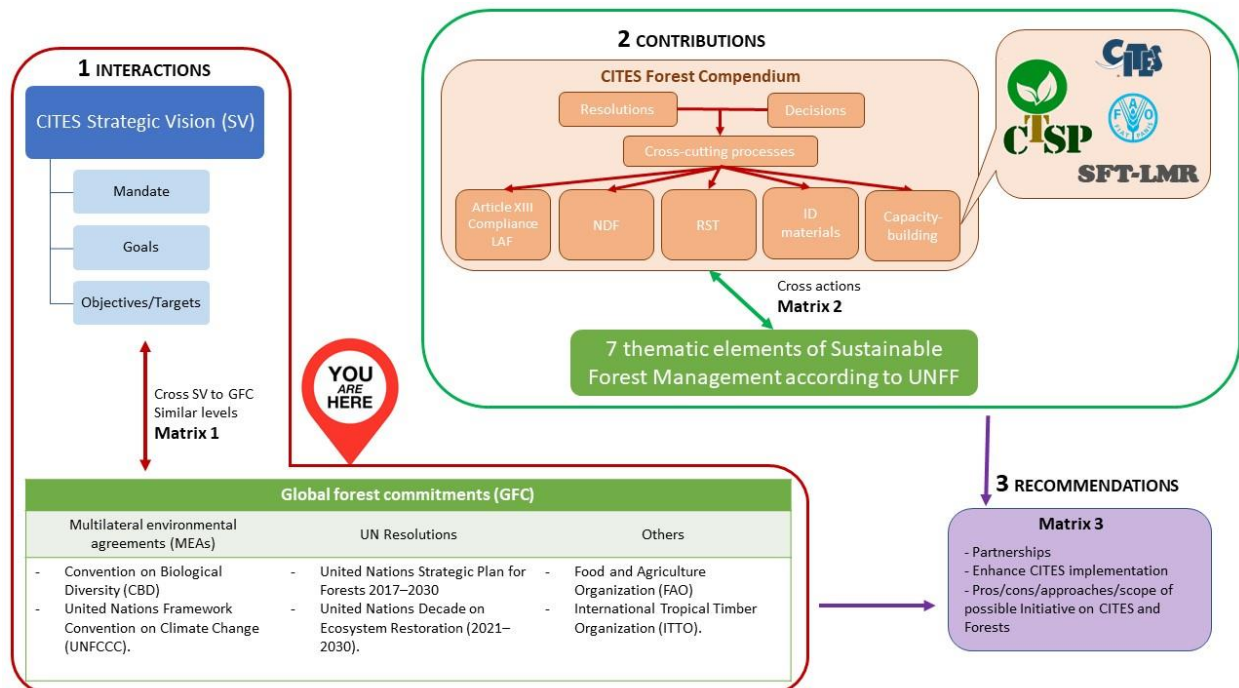 1 INTERACTIONS
CITES Strategic Vision (SV)
Mandate
Goals
Objectives/Targets
Cross SV to GFC
Similar levels
Matrix 1
YOU
ARE
HERE
Global forest commitments (GFC)
Multilateral environmental
agreements (MEAs)
UN Resolutions
Others
- Convention on Biological
Diversity (CBD)
- United Nations Framework
Convention on Climate Change
(UNFCCC).
- United Nations Strategic Plan for
Forests 2017–2030
- United Nations Decade on
Ecosystem Restoration (2021–
2030).
- Food and Agriculture
Organization (FAO)
- International Tropical Timber
Organization (ITTO).
2 CONTRIBUTIONS
CITES Forest Compendium
Resolutions
Decisions
Cross-cutting processes
Article XIII
Compliance
LAF
NDF
RST
ID
materials
Capacity-
building
CITES
CTSP
FAO
FIAT PANIS
SFT-LMR
Cross actions
Matrix 2
7 thematic elements of Sustainable
Forest Management according to UNFF
3 RECOMMENDATIONS
Matrix 3
- Partnerships
- Enhance CITES implementation
- Pros/cons/approaches/scope of
possible Initiative on CITES and
Forests